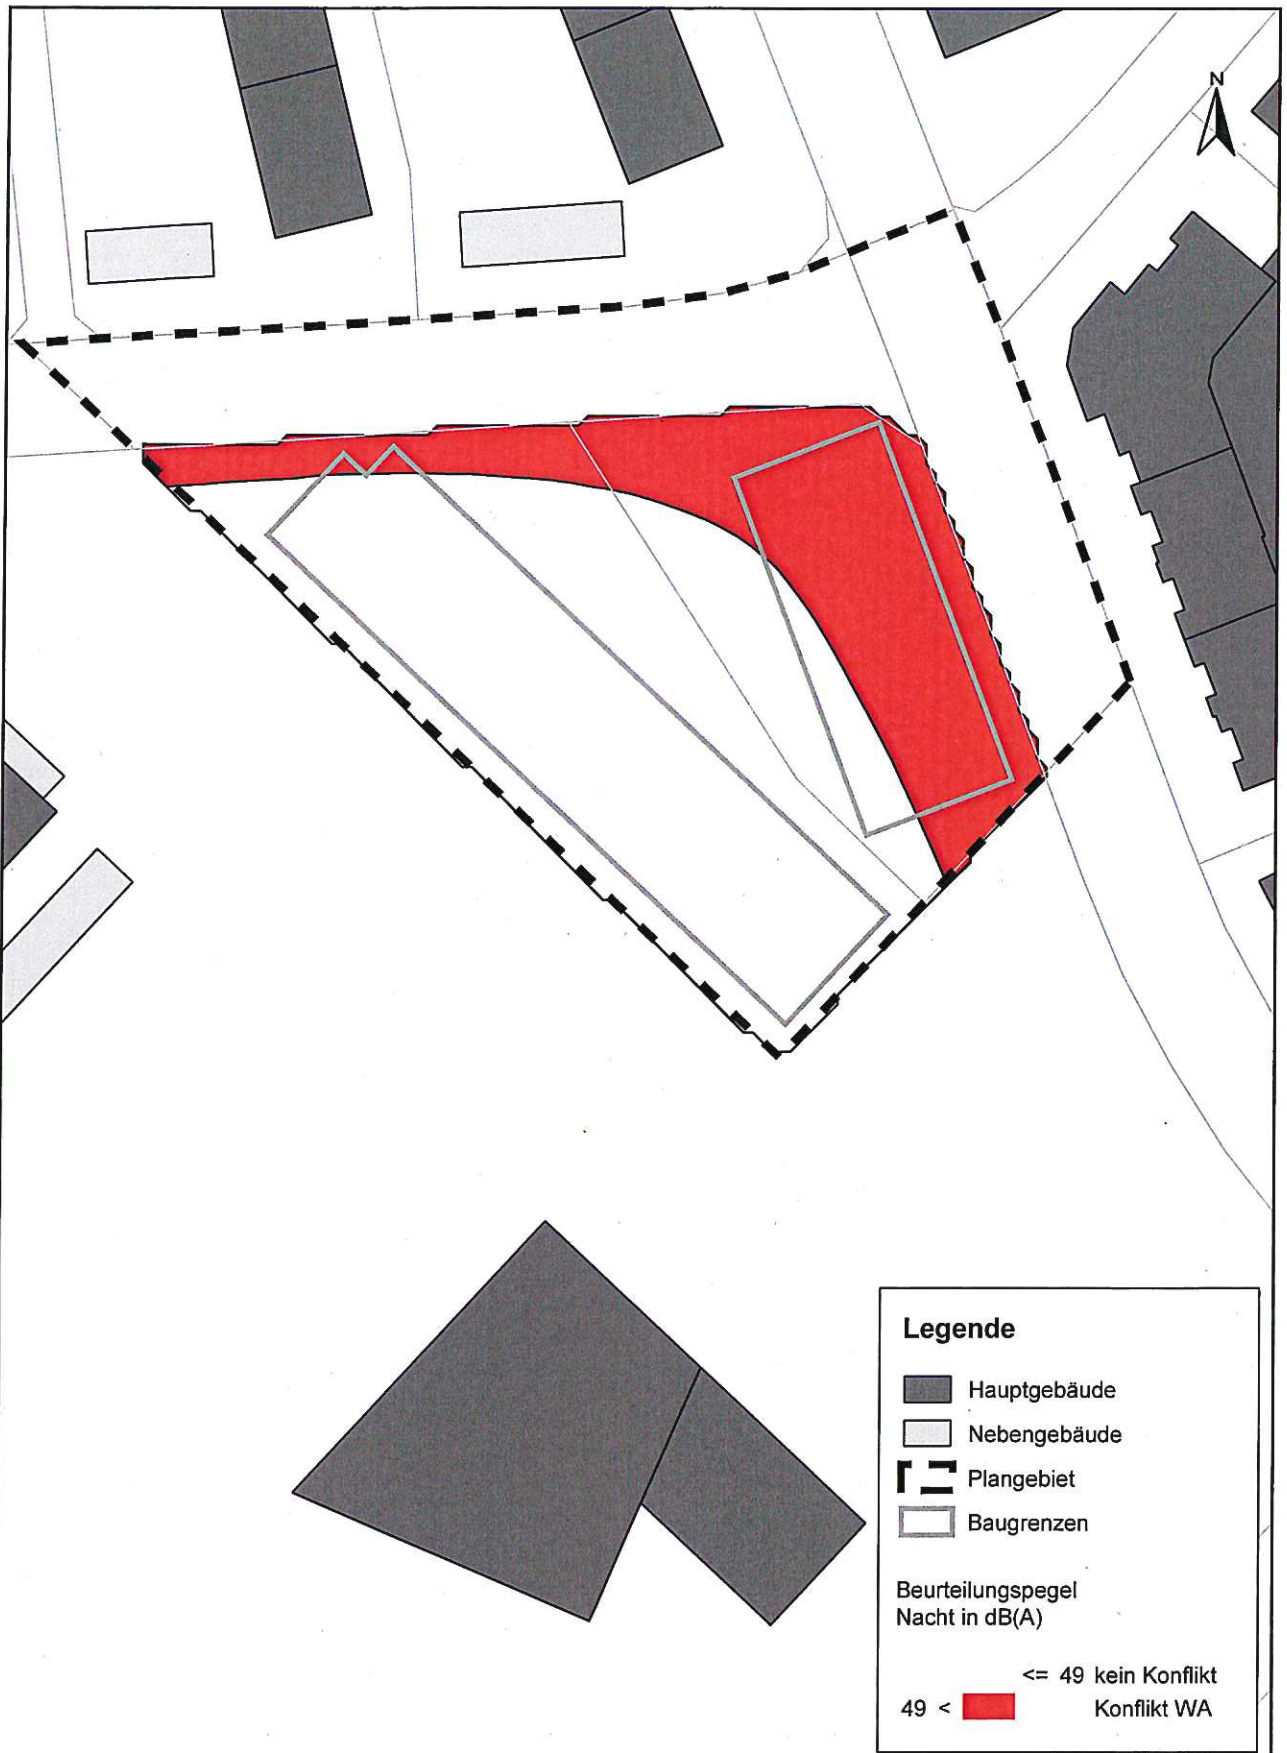 N
Legende
Hauptgebäude
Nebengebäude
Plangebiet
Baugrenzen
Beurteilungspegel
Nacht in dB(A)
<= 49 kein Konflikt
49 < Konflikt WA